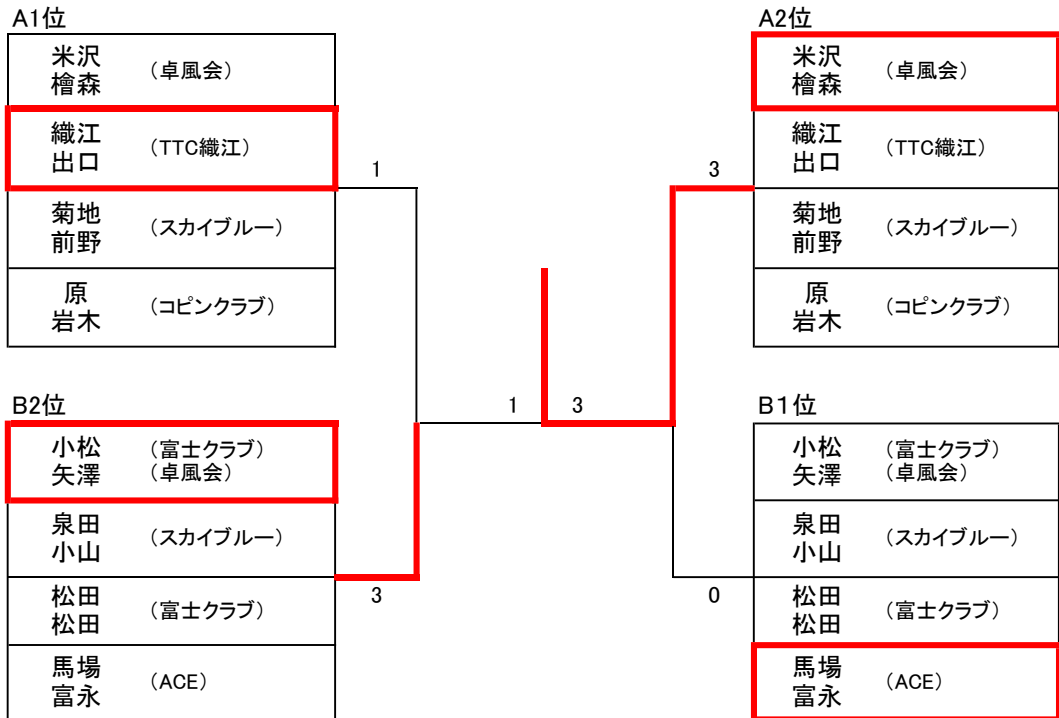 A1位
米沢
檜森
（卓風会）
織江
出口
（TTC織江）
菊地
前野
（スカイブルー）
原
岩木
（コピンクラブ）
1
A2位
米沢
檜森
（卓風会）
織江
出口
（TTC織江）
菊地
前野
（スカイブルー）
原
岩木
（コピンクラブ）
3
1
3
B2位
小松
矢澤
（富士クラブ）
（卓風会）
泉田
小山
（スカイブルー）
松田
松田
（富士クラブ）
馬場
富永
（ACE）
3
B１位
小松
矢澤
（富士クラブ）
（卓風会）
泉田
小山
（スカイブルー）
松田
松田
（富士クラブ）
馬場
富永
（ACE）
0